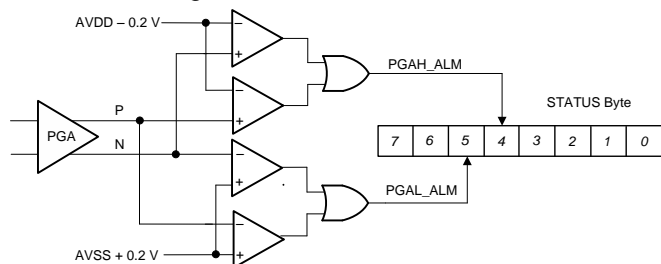 AVDD – 0.2 V
−
+
PGAH_ALM
−
+
STATUS Byte
P
PGA
N
7 6 5 4 3 2 1 0
−
+
PGAL_ALM
−
+
AVSS + 0.2 V